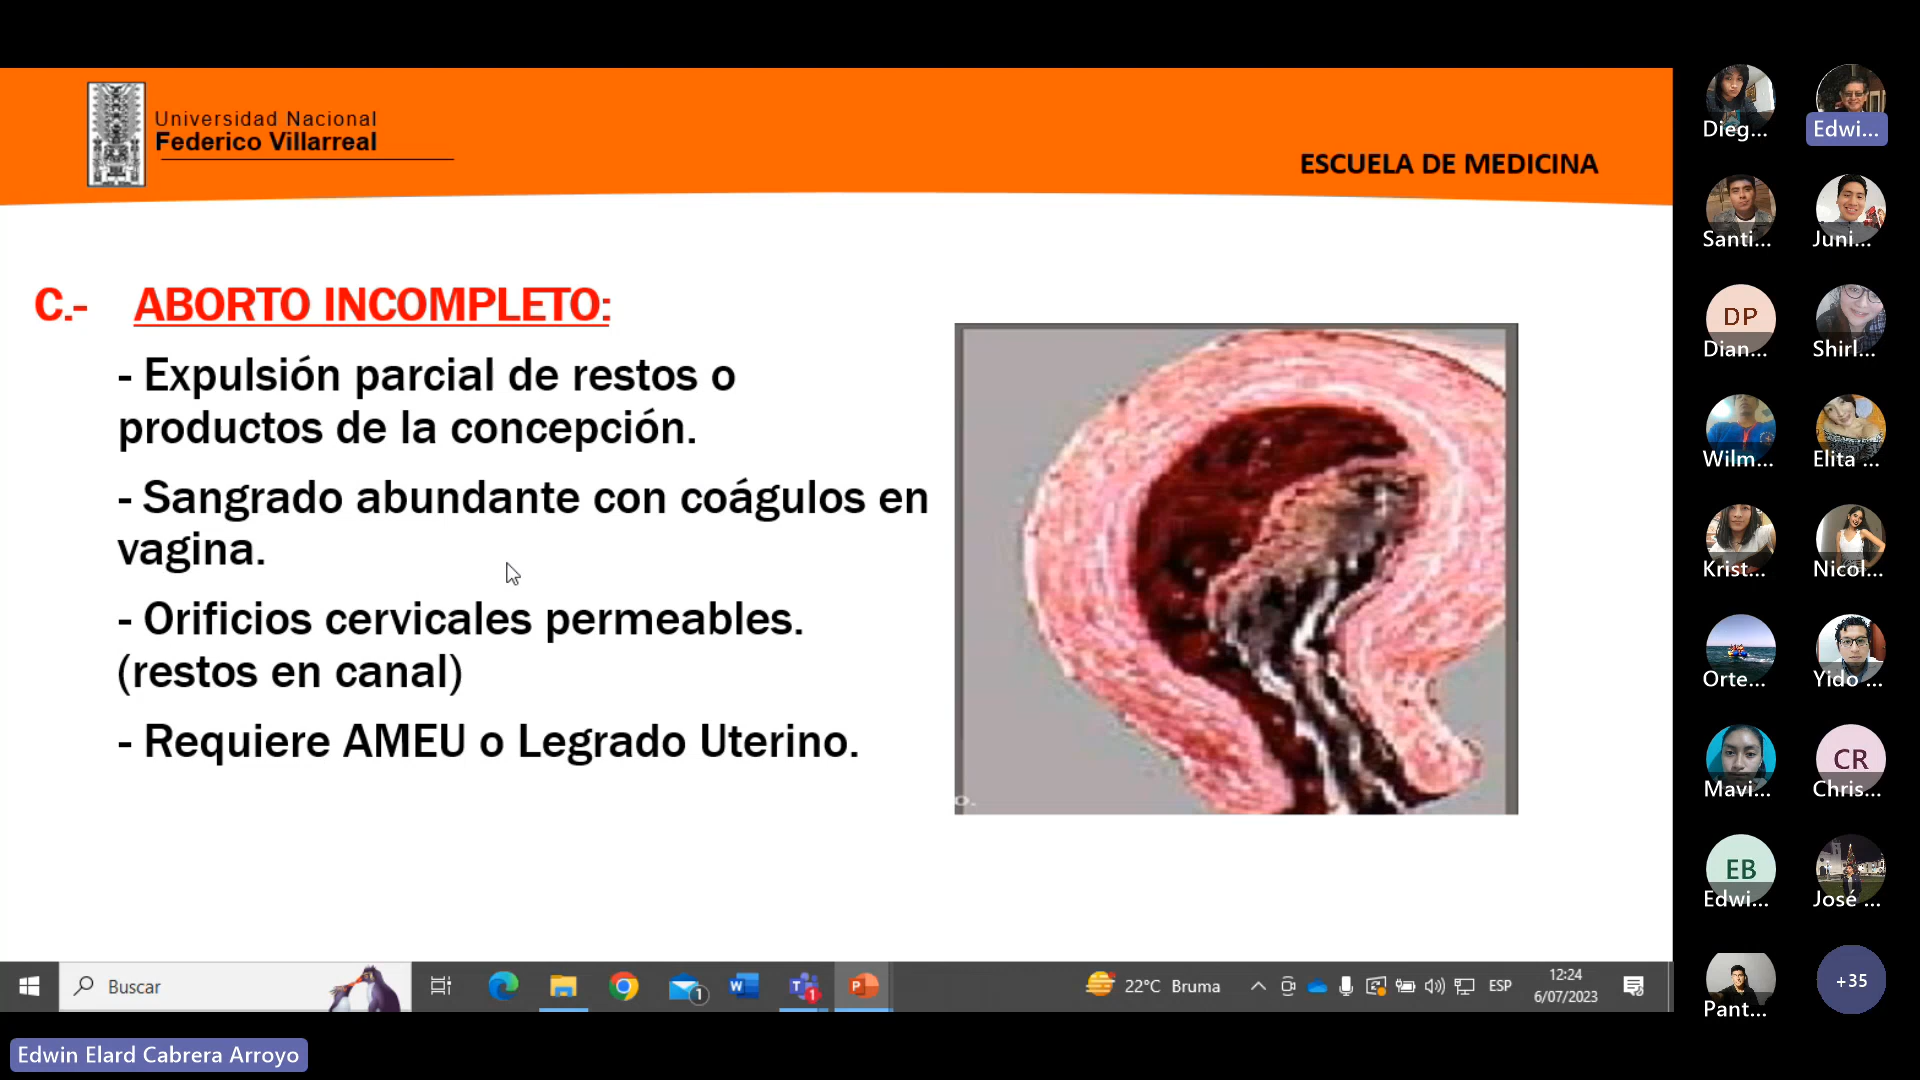 Universidad Nacional
Federico Villarreal
ESCUELA DE MEDICINA
C.- ABORTO INCOMPLETO:
- Expulsión parcial de restos o
productos de la concepción.
- Sangrado abundante con coágulos en
vagina.
- Orificios cervicales permeables.
(restos en canal)
- Requiere AMEU o Legrado Uterino.
o.
Dieg...
Edwi...
Santi...
Juni...
DP
Dian...
Shirl...
Wilm...
Elita ...
Krist...
Nicol...
Orte...
Yido ...
Mavi...
CR
Chris...
EB
Edwi...
José ...
Pant...
+35
Buscar
1
W
1
P
22°C Bruma
ESP
12:24
6/07/2023
Edwin Elard Cabrera Arroyo